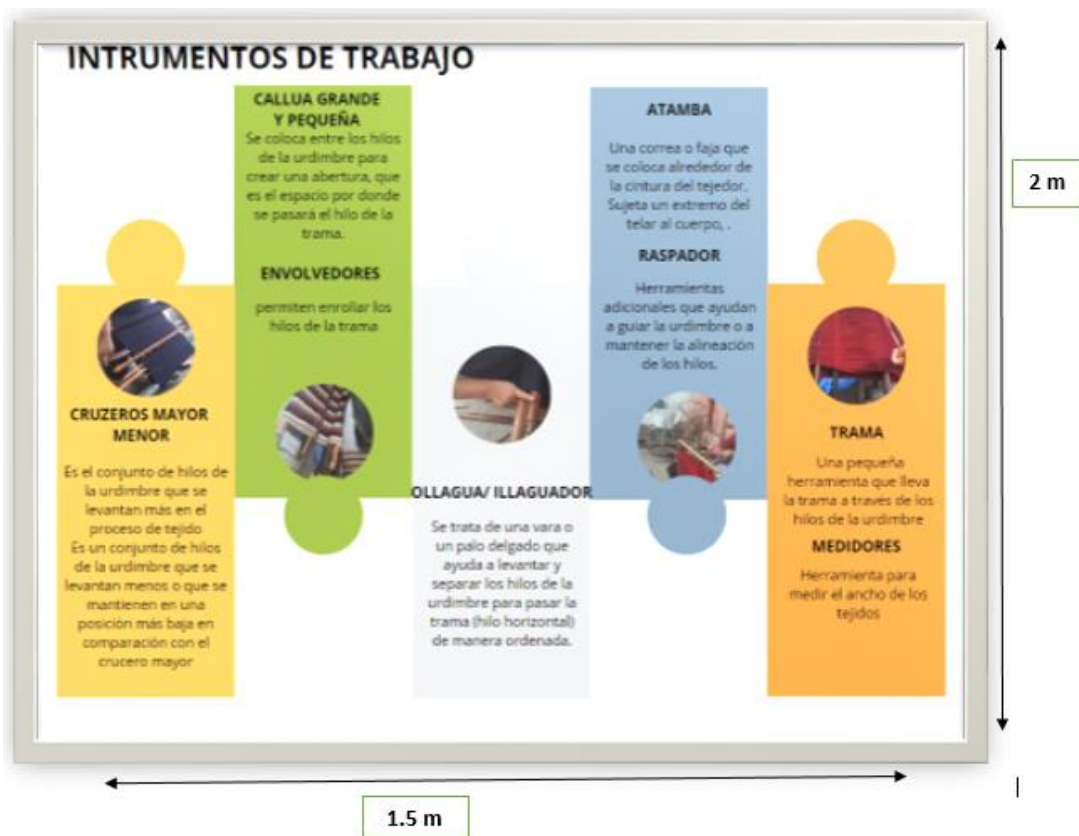 INTRUMENTOS DE TRABAJO
CALLUA GRANDE
Y PEQUEÑA
Se coloca entre los hilos
de la urdimbre para
crear una abertura, que
es el espacio por donde
se pasará el hilo de la
trama.
ENVOLVEDORES
permiten enrollar los
hilos de la trama
ATAMBA
Una correa o faja que
se coloca alrededor de
la cintura del tejedor.
Sujeta un extremo del
telar al cuerpo, .
RASPADOR
Herramientas
adicionales que ayudan
a guiar la urdimbre o a
mantener la alineación
de los hilos.
CRUZEROS MAYOR
MENOR
Es el conjunto de hilos de
la urdimbre que se
levantan más en el
proceso de tejido
Es un conjunto de hilos
de la urdimbre que se
levantan menos o que se
mantienen en una
posición más baja en
comparación con el
crucero mayor
OLLAGUA/ ILLAGUADOR
Se trata de una vara o
un palo delgado que
ayuda a levantar y
separar los hilos de la
urdimbre para pasar la
trama (hilo horizontal)
de manera ordenada.
TRAMA
Una pequeña
herramienta que lleva
la trama a través de los
hilos de la urdimbre
MEDIDORES
Herramienta para
medir el ancho de los
tejidos
2 m
1.5 m